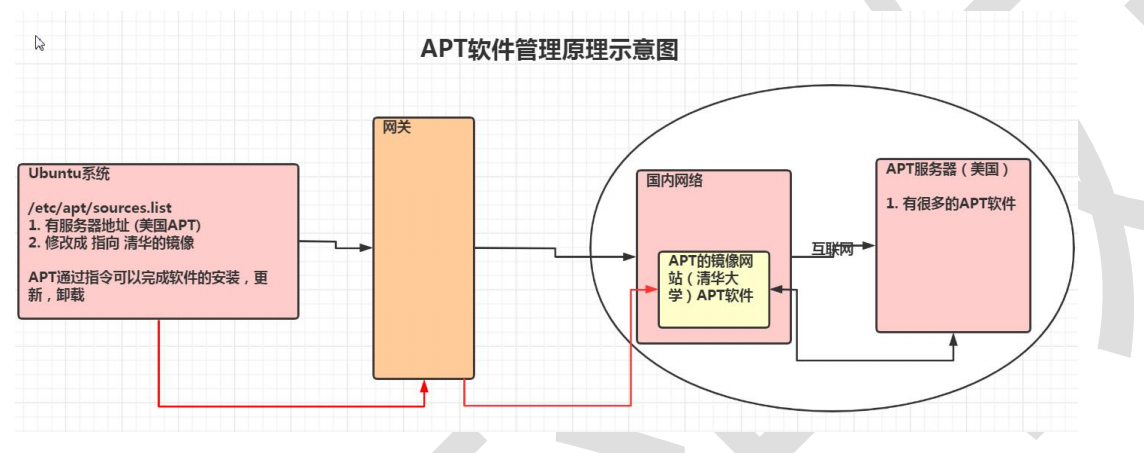 APT软件管理原理示意图
网关
Ubuntu系统
/etc/apt/sources.list
1. 有服务器地址 (美国APT)
2. 修改成 指向 清华的镜像
APT通过指令可以完成软件的安装，更
新，卸载
国内网络
APT的镜像网
站（清华大
学）APT软件
互联网
APT服务器（美国）
1. 有很多的APT软件